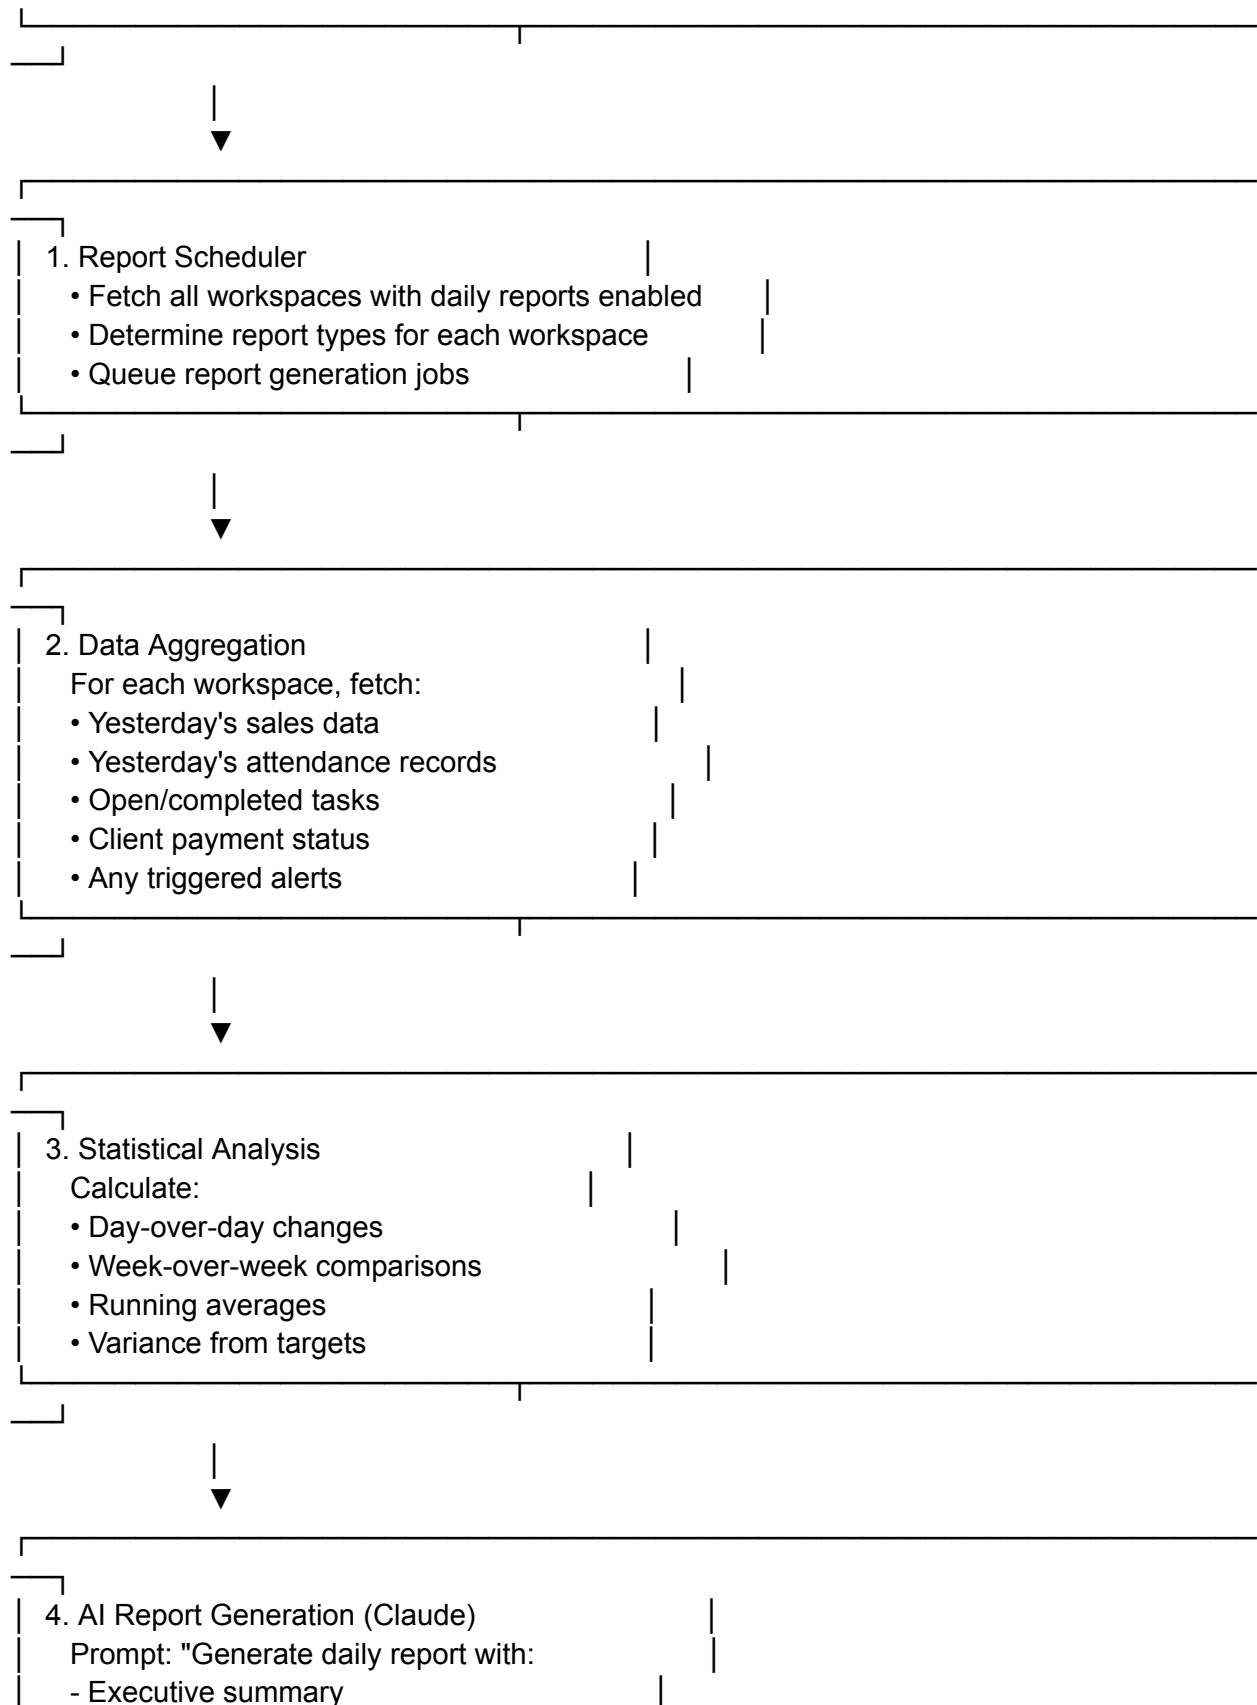 1. Report Scheduler
• Fetch all workspaces with daily reports enabled
• Determine report types for each workspace
• Queue report generation jobs
2. Data Aggregation
For each workspace, fetch:
• Yesterday's sales data
• Yesterday's attendance records
• Open/completed tasks
• Client payment status
• Any triggered alerts
3. Statistical Analysis
Calculate:
• Day-over-day changes
• Week-over-week comparisons
• Running averages
• Variance from targets
4. AI Report Generation (Claude)
Prompt: "Generate daily report with:
- Executive summary